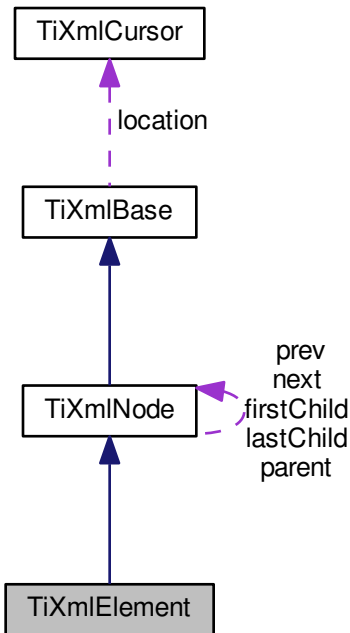 TiXmlCursor
location
TiXmlBase
prev
next
firstChild
lastChild
parent
TiXmlNode
TiXmlElement